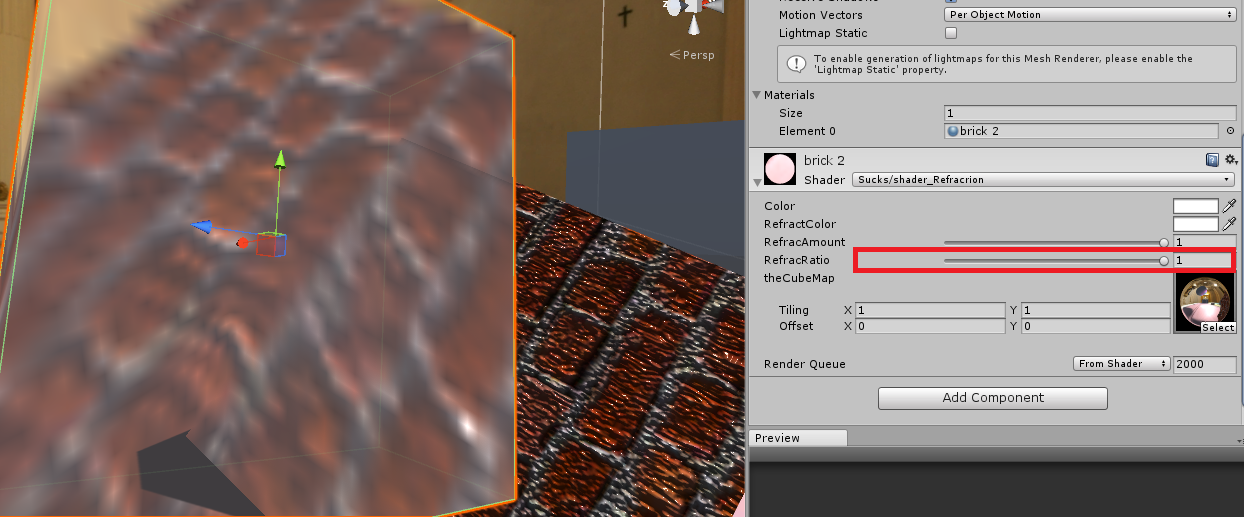 Motion Vectors Per Object Motion
Lightmap Static
To enable generation of lightmaps for this Mesh Renderer, please enable the
'Lightmap Static' property.
Materials
Size 1
Element 0 brick 2
brick 2
Shader Sucks/shader_Refracrion
Color
RefractColor
RefracAmount 1
RefracRatio 1
theCubeMap
Tiling X 1 Y 1
Offset X 0 Y 0
Select
Render Queue From Shader 2000
Add Component
Preview
Persp